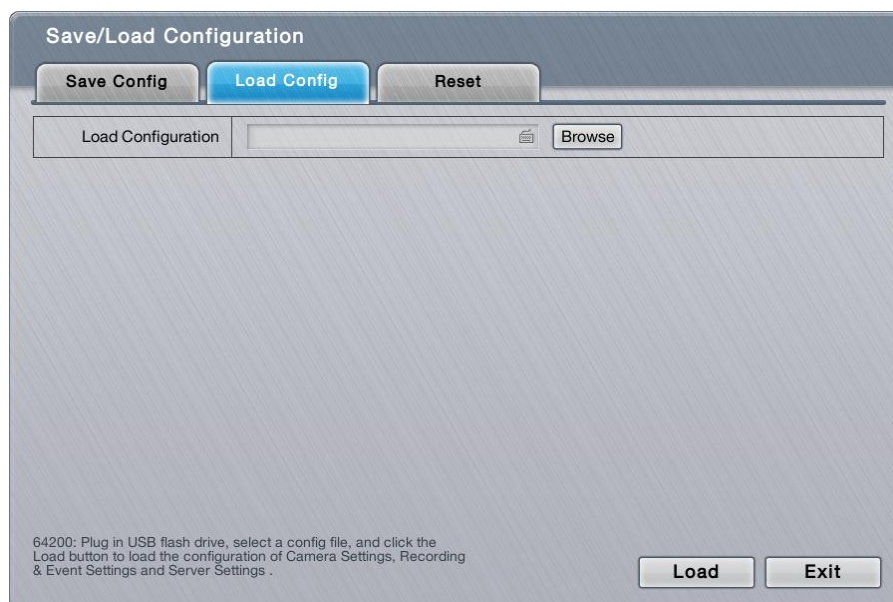 Save/Load Configuration
Save Config
Load Config
Reset
Load Configuration
Browse
64200: Plug in USB flash drive, select a config file, and click the
Load button to load the configuration of Camera Settings, Recording
& Event Settings and Server Settings .
Load
Exit